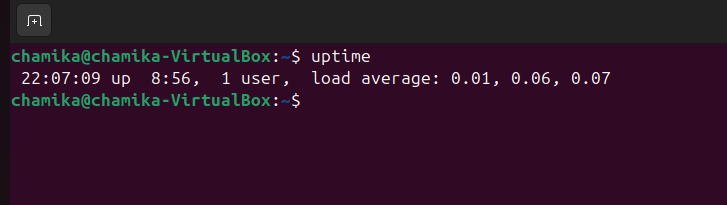 chamika@chamika-VirtualBox:~$ uptime
 22:07:09 up  8:56,  1 user,  load average: 0.01, 0.06, 0.07
chamika@chamika-VirtualBox:~$